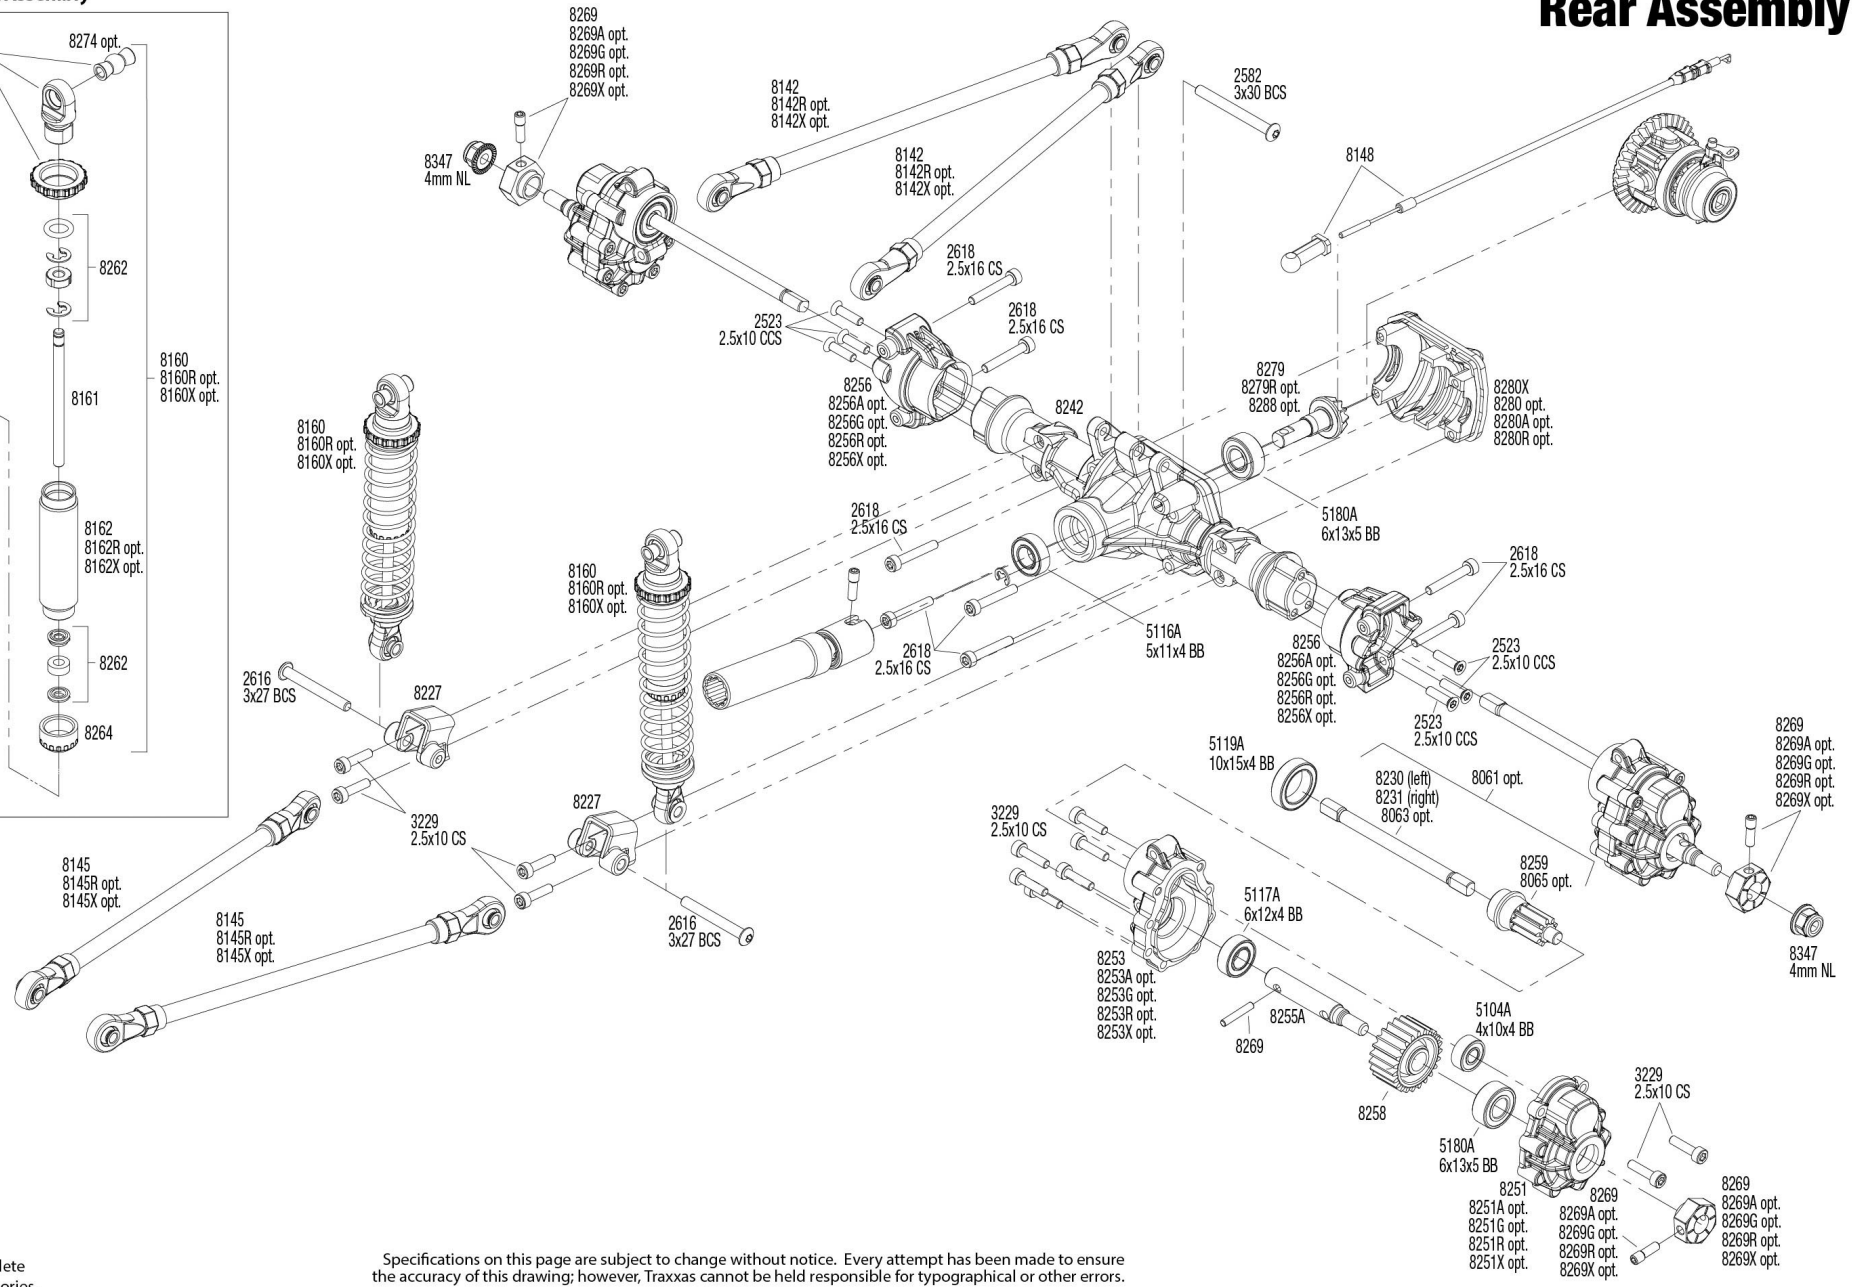 Rear Assembly
8274 opt.
8262
8161
8160
8160R opt.
8160X opt.
8162
8162R opt.
8162X opt.
8262
8264
8269
8269A opt.
8269G opt.
8269R opt.
8269X opt.
8347
4mm NL
8142
8142R opt.
8142X opt.
8142
8142R opt.
8142X opt.
2582
3x30 BCS
8148
2618
2.5x16 CS
2618
2.5x16 CS
2523
2.5x10 CCS
8256
8256A opt.
8256G opt.
8256R opt.
8256X opt.
8242
8279
8279R opt.
8288 opt.
8280X
8280 opt.
8280A opt.
8280R opt.
8160
8160R opt.
8160X opt.
2618
2.5x16 CS
5180A
6x13x5 BB
2618
2.5x16 CS
8160
8160R opt.
8160X opt.
5116A
5x11x4 BB
2618
2.5x16 CS
8256
8256A opt.
8256G opt.
8256R opt.
8256X opt.
2523
2.5x10 CCS
2523
2.5x10 CCS
2616
3x27 BCS
8227
8269
8269A opt.
8269G opt.
8269R opt.
8269X opt.
5119A
10x15x4 BB
8230 (left)
8231 (right)
8063 opt.
8061 opt.
8227
3229
2.5x10 CS
3229
2.5x10 CS
8259
8065 opt.
8145
8145R opt.
8145X opt.
8145
8145R opt.
8145X opt.
2616
3x27 BCS
5117A
6x12x4 BB
8347
4mm NL
8253
8253A opt.
8253G opt.
8253R opt.
8253X opt.
8255A
8269
5104A
4x10x4 BB
8258
3229
2.5x10 CS
5180A
6x13x5 BB
8251
8251A opt.
8251G opt.
8251R opt.
8251X opt.
8269
8269A opt.
8269G opt.
8269R opt.
8269X opt.
8269
8269A opt.
8269G opt.
8269R opt.
8269X opt.
Specifications on this page are subject to change without notice. Every attempt has been made to ensure
the accuracy of this drawing; however, Traxxas cannot be held responsible for typographical or other errors.